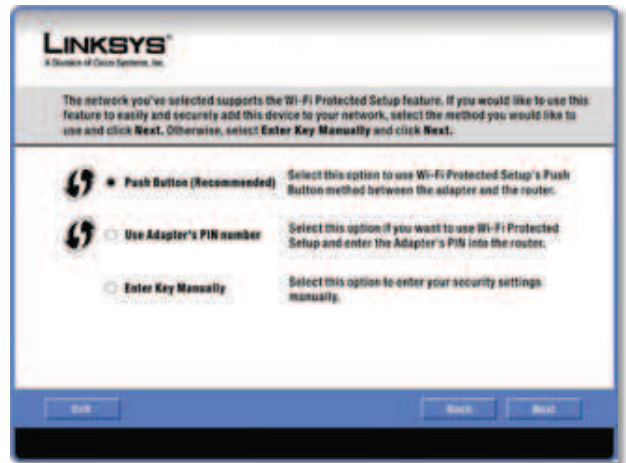 LINKSYS®
A Division of Cisco Systems, Inc.
The network you've selected supports the Wi-Fi Protected Setup feature. If you would like to use this
feature to easily and securely add this device to your network, select the method you would like to
use and click Next. Otherwise, select Enter Key Manually and click Next.
Push Button (Recommended)
Select this option to use Wi-Fi Protected Setup's Push
Button method between the adapter and the router.
Use Adapter's PIN number
Select this option if you want to use Wi-Fi Protected
Setup and enter the Adapter's PIN into the router.
Enter Key Manually
Select this option to enter your security settings
manually.
Exit
Back
Next